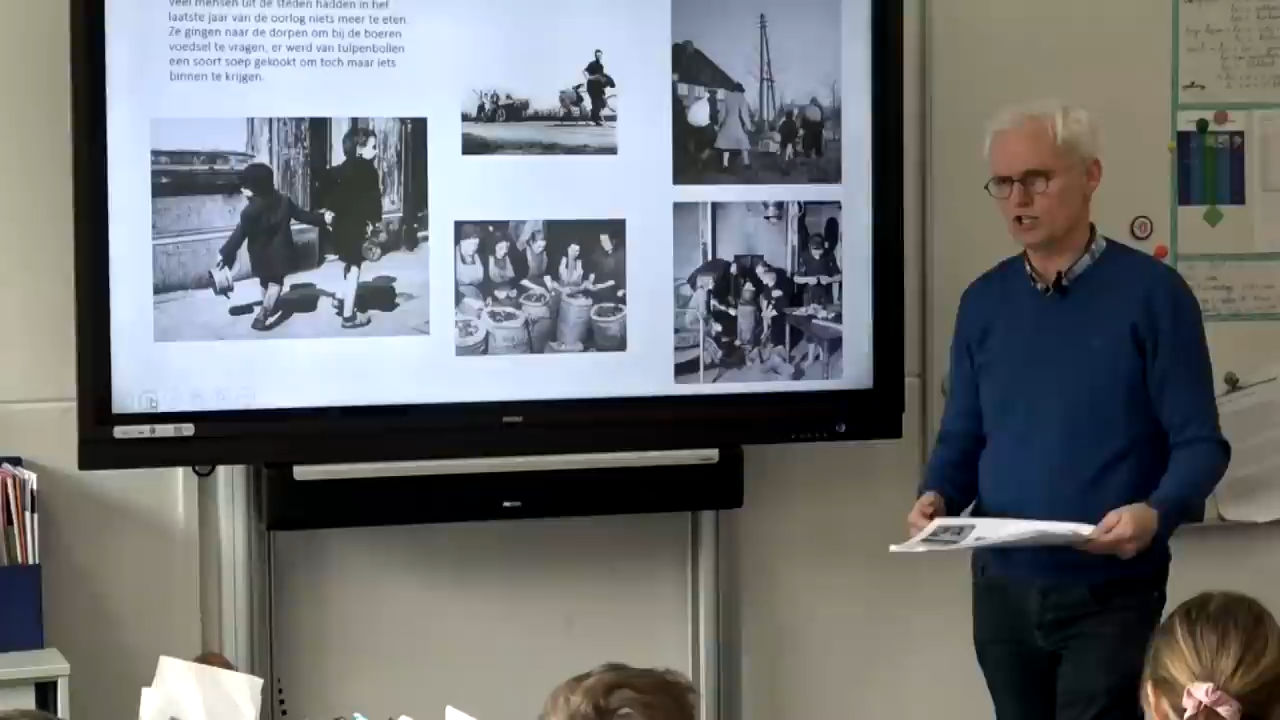 veel mensen uit de steden hadden in het
laatste jaar van de oorlog niets meer te eten.
Ze gingen naar de dorpen om bij de boeren
voedsel te vragen, er werd van tulpenbollen
een soort soep gekookt om toch maar iets
binnen te krijgen.